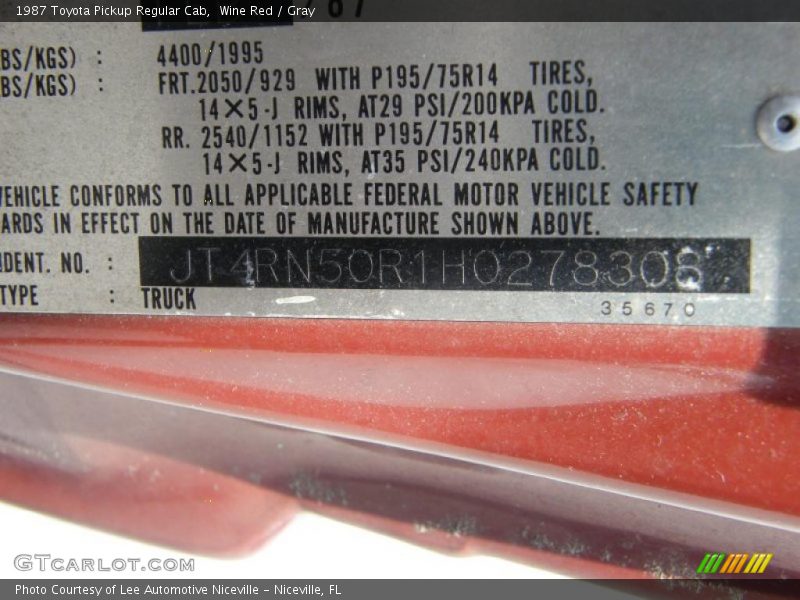 1987 Toyota Pickup Regular Cab,  Wine Red / Gray
87
BS/KGS) : 4400/1995
BS/KGS) : FRT.2050/929 WITH P195/75R14 TIRES,
14×5-J RIMS, AT29 PSI/200KPA COLD.
RR. 2540/1152 WITH P195/75R14 TIRES,
14×5-J RIMS, AT35 PSI/240KPA COLD.
VEHICLE CONFORMS TO ALL APPLICABLE FEDERAL MOTOR VEHICLE SAFETY
ARDS IN EFFECT ON THE DATE OF MANUFACTURE SHOWN ABOVE.
IDENT. NO. : JT4RN50R1H0278308
TYPE : TRUCK
35670
GTCARLOT.COM
Photo Courtesy of Lee Automotive Niceville – Niceville, FL